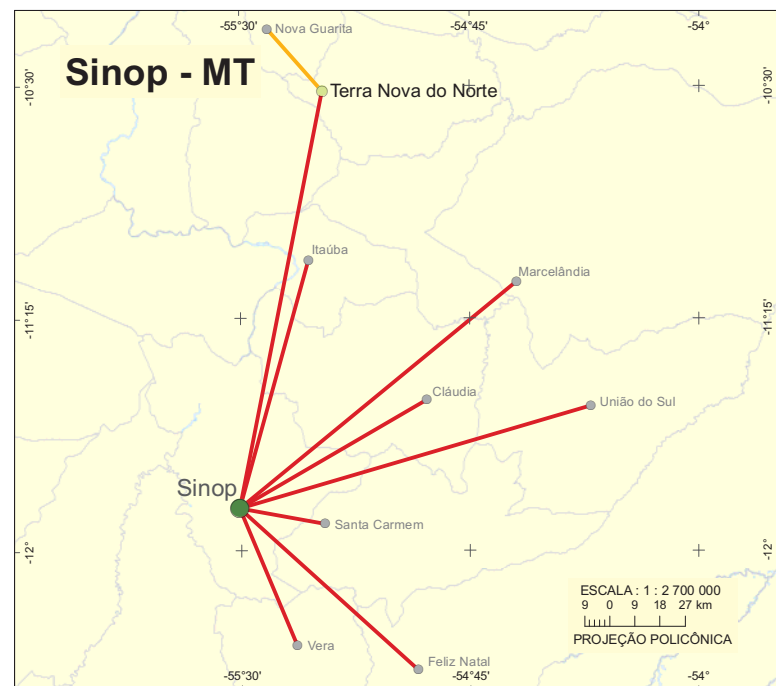 -55°30'
-54°45'
-54°
Nova Guarita
Sinop - MT
-10°30'
Terra Nova do Norte
-10°30'
Itaúba
Marcelândia
-11°15'
-11°15'
Cláudia
União do Sul
Sinop
Santa Carmem
-12°
-12°
ESCALA : 1 : 2 700 000
9 0 9 18 27 km
PROJEÇÃO POLICÔNICA
Vera
Feliz Natal
-55°30'
-54°45'
-54°